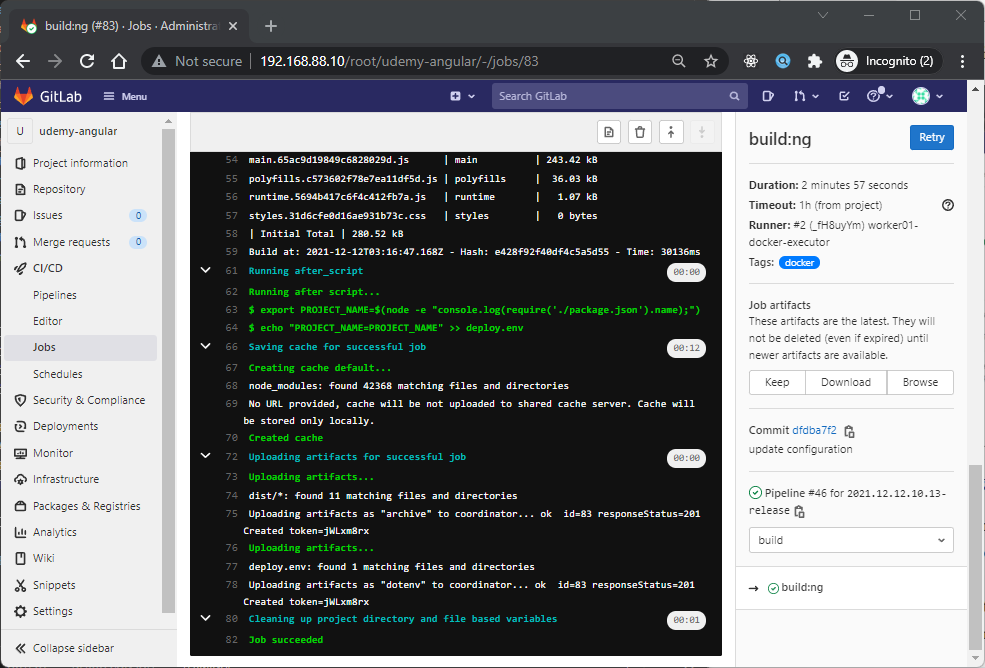 build:ng (#83) · Jobs · Administra
Not secure 192.168.88.10/root/udemy-angular/-/jobs/83 Incognito (2)
GitLab Menu Search GitLab
U udemy-angular
Project information
Repository
Issues 0
Merge requests 0
CI/CD
Pipelines
Editor
Jobs
Schedules
Security & Compliance
Deployments
Monitor
Infrastructure
Packages & Registries
Analytics
Wiki
Snippets
Settings
Collapse sidebar
54 main.65ac9d19849c6828029d.js | main | 243.42 kB
55 polyfills.c573602f78e7ea11df5d.js | polyfills | 36.03 kB
56 runtime.5694b417c6f4c412fb7a.js | runtime | 1.07 kB
57 styles.31d6cfe0d16ae931b73c.css | styles | 0 bytes
58 | Initial Total | 280.52 kB
59 Build at: 2021-12-12T03:16:47.168Z - Hash: e428f92f40df4c5a5d55 - Time: 30136ms
61 Running after_script 00:00
62 Running after script...
63 $ export PROJECT_NAME=$(node -e "console.log(require('./package.json').name);")
64 $ echo "PROJECT_NAME=PROJECT_NAME" >> deploy.env
66 Saving cache for successful job 00:12
67 Creating cache default...
68 node_modules: found 42368 matching files and directories
69 No URL provided, cache will be not uploaded to shared cache server. Cache will
be stored only locally.
70 Created cache
72 Uploading artifacts for successful job 00:00
73 Uploading artifacts...
74 dist/*: found 11 matching files and directories
75 Uploading artifacts as "archive" to coordinator... ok id=83 responseStatus=201
Created token=jWLxm8rx
76 Uploading artifacts...
77 deploy.env: found 1 matching files and directories
78 Uploading artifacts as "dotenv" to coordinator... ok id=83 responseStatus=201
Created token=jWLxm8rx
80 Cleaning up project directory and file based variables 00:01
82 Job succeeded
build:ng Retry
Duration: 2 minutes 57 seconds
Timeout: 1h (from project)
Runner: #2 (_fH8uyYm) worker01-
docker-executor
Tags: docker
Job artifacts
These artifacts are the latest. They will
not be deleted (even if expired) until
newer artifacts are available.
Keep Download Browse
Commit dfdba7f2
update configuration
Pipeline #46 for 2021.12.12.10.13-
release
build
→ build:ng